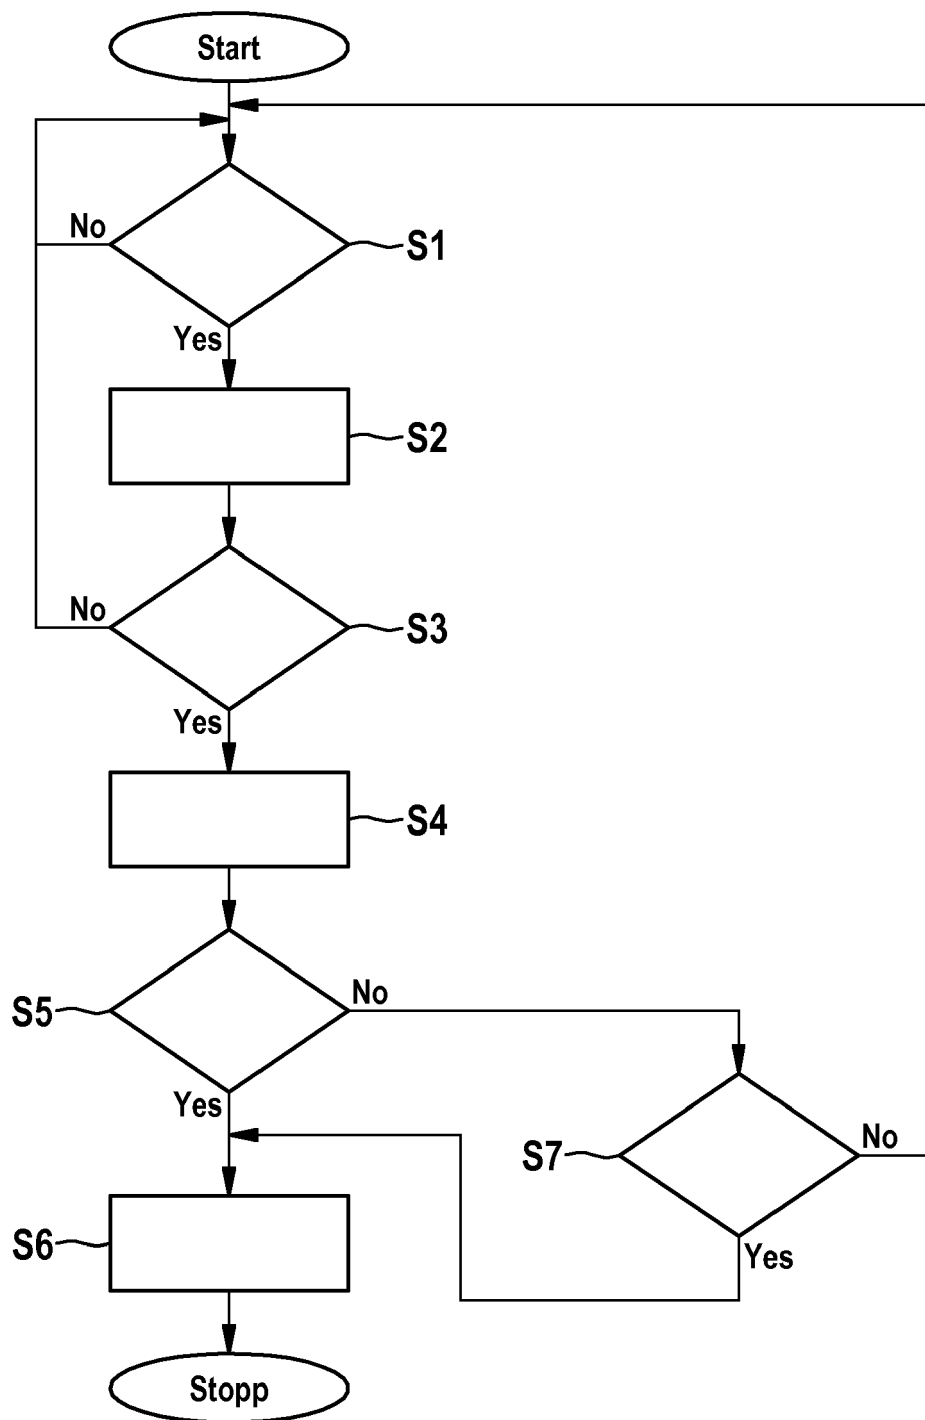 Start
No
S1
Yes
S2
No
S3
Yes
S4
S5
No
Yes
S7
No
S6
Yes
Stopp